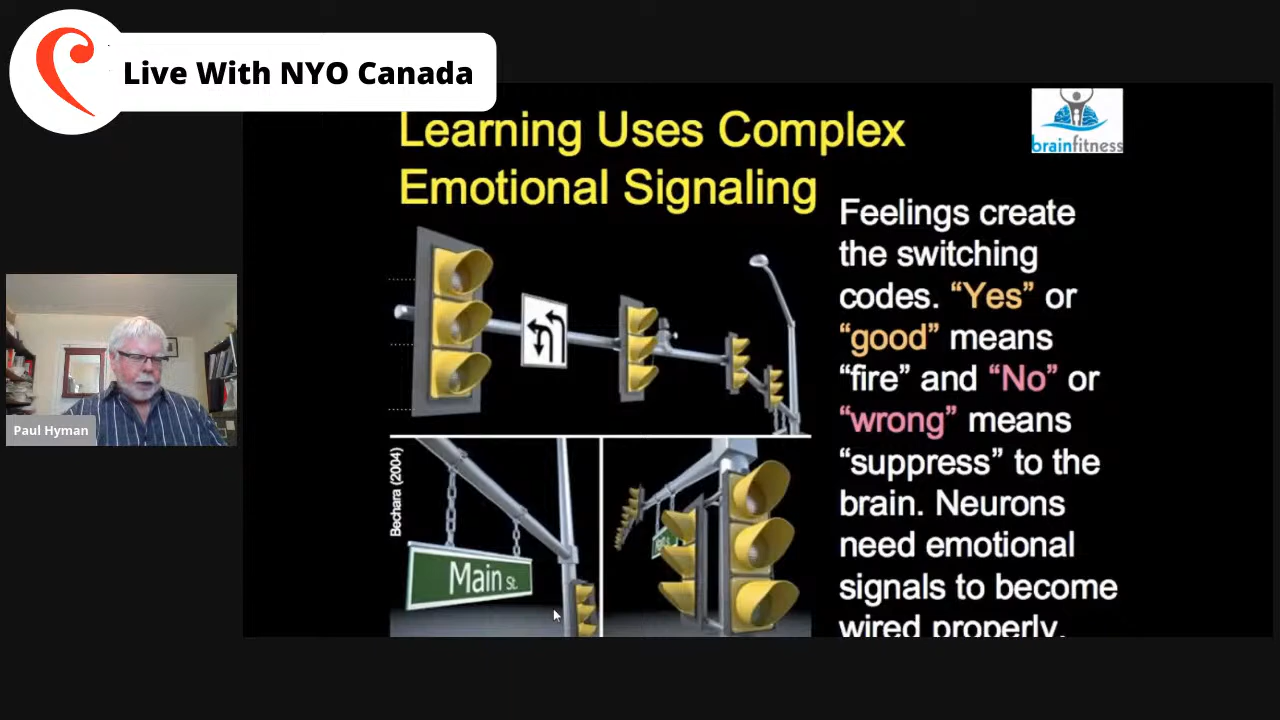 Live With NYO Canada
Learning Uses Complex
Emotional Signaling
brainfitness
Feelings create
the switching
codes. “Yes” or
“good” means
“fire” and “No” or
“wrong” means
“suppress” to the
brain. Neurons
need emotional
signals to become
wired properly.
Bechara (2004)
Main St.
Paul Hyman